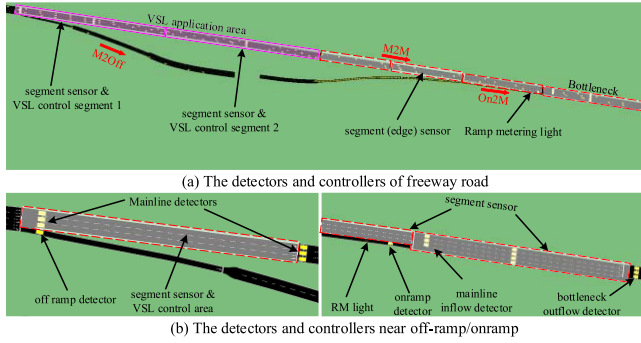 VSL application area
M2Off
M2M
segment sensor &
VSL control segment 1
segment sensor &
VSL control segment 2
On2M
Bottleneck
segment (edge) sensor
Ramp metering light
(a) The detectors and controllers of freeway road
Mainline detectors
off ramp detector
segment sensor &
VSL control area
segment sensor
RM light
onramp
detector
mainline
inflow detector
bottleneck
outflow detector
(b) The detectors and controllers near off-ramp/onramp